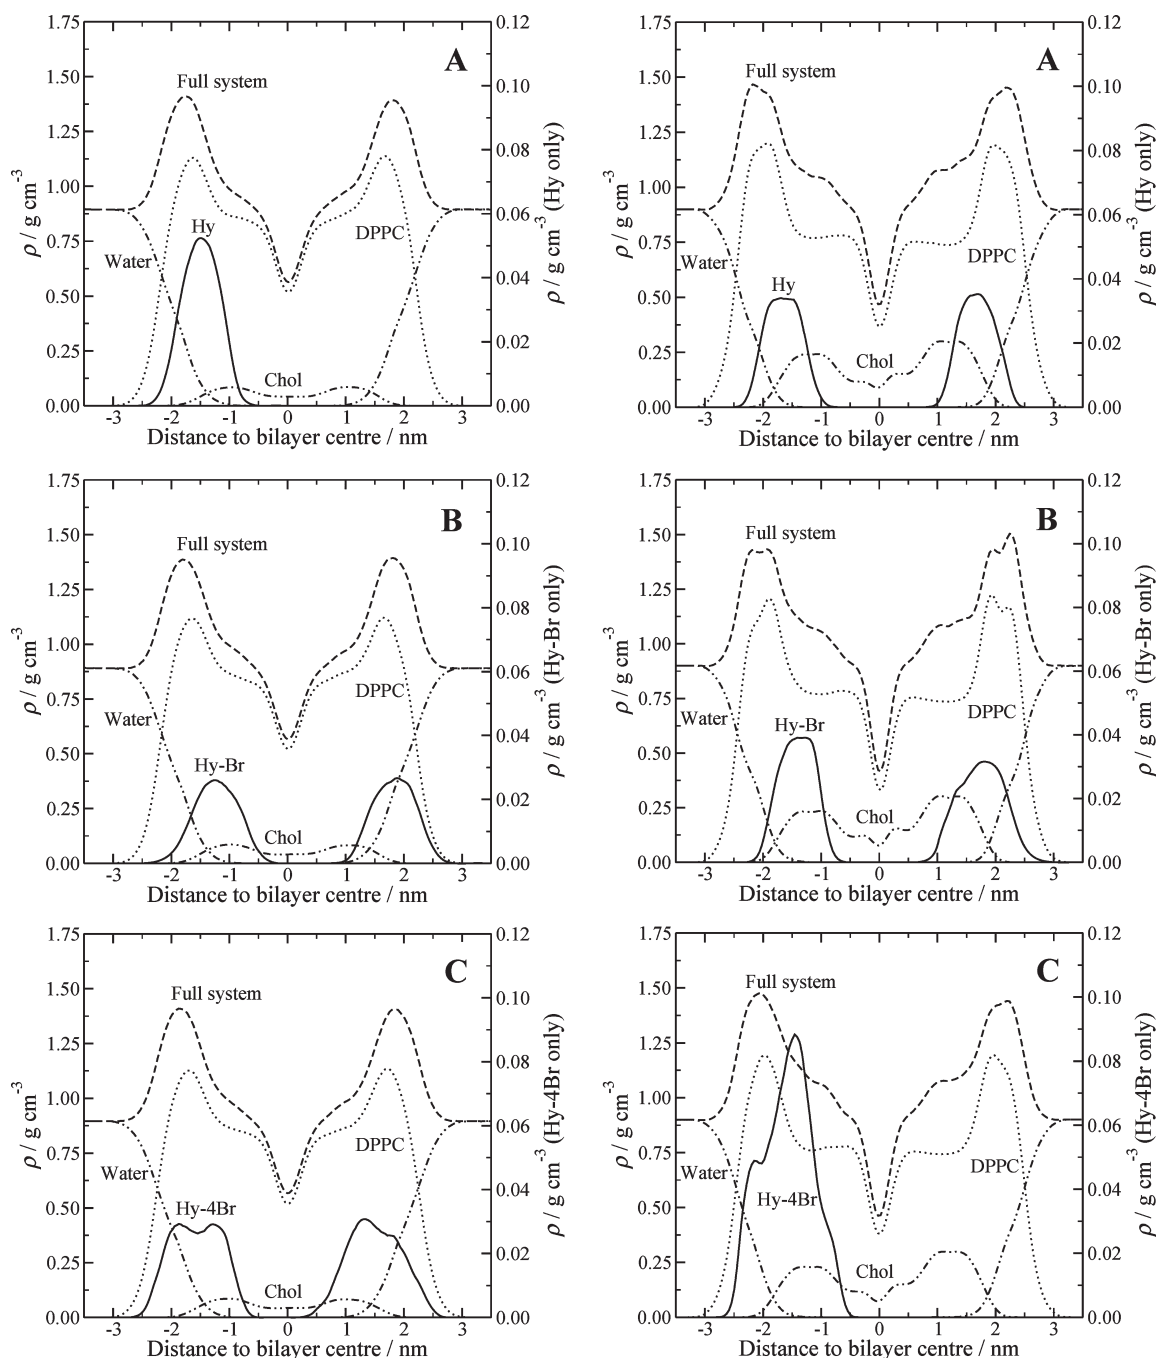 A
Full system
Hy
DPPC
Water
Chol
1.75
1.50
1.25
1.00
0.75
0.50
0.25
0.00
0.12
0.10
0.08
0.06
0.04
0.02
0.00
-3 -2 -1 0 1 2 3
ρ / g cm⁻³
ρ / g cm⁻³ (Hy only)
Distance to bilayer centre / nm
A
Full system
Hy
DPPC
Water
Chol
1.75
1.50
1.25
1.00
0.75
0.50
0.25
0.00
0.12
0.10
0.08
0.06
0.04
0.02
0.00
-3 -2 -1 0 1 2 3
ρ / g cm⁻³
ρ / g cm⁻³ (Hy only)
Distance to bilayer centre / nm
B
Full system
Hy-Br
DPPC
Water
Chol
1.75
1.50
1.25
1.00
0.75
0.50
0.25
0.00
0.12
0.10
0.08
0.06
0.04
0.02
0.00
-3 -2 -1 0 1 2 3
ρ / g cm⁻³
ρ / g cm⁻³ (Hy-Br only)
Distance to bilayer centre / nm
B
Full system
Hy-Br
DPPC
Water
Chol
1.75
1.50
1.25
1.00
0.75
0.50
0.25
0.00
0.12
0.10
0.08
0.06
0.04
0.02
0.00
-3 -2 -1 0 1 2 3
ρ / g cm⁻³
ρ / g cm⁻³ (Hy-Br only)
Distance to bilayer centre / nm
C
Full system
Hy-4Br
DPPC
Water
Chol
1.75
1.50
1.25
1.00
0.75
0.50
0.25
0.00
0.12
0.10
0.08
0.06
0.04
0.02
0.00
-3 -2 -1 0 1 2 3
ρ / g cm⁻³
ρ / g cm⁻³ (Hy-4Br only)
Distance to bilayer centre / nm
C
Full system
Hy-4Br
DPPC
Water
Chol
1.75
1.50
1.25
1.00
0.75
0.50
0.25
0.00
0.12
0.10
0.08
0.06
0.04
0.02
0.00
-3 -2 -1 0 1 2 3
ρ / g cm⁻³
ρ / g cm⁻³ (Hy-4Br only)
Distance to bilayer centre / nm